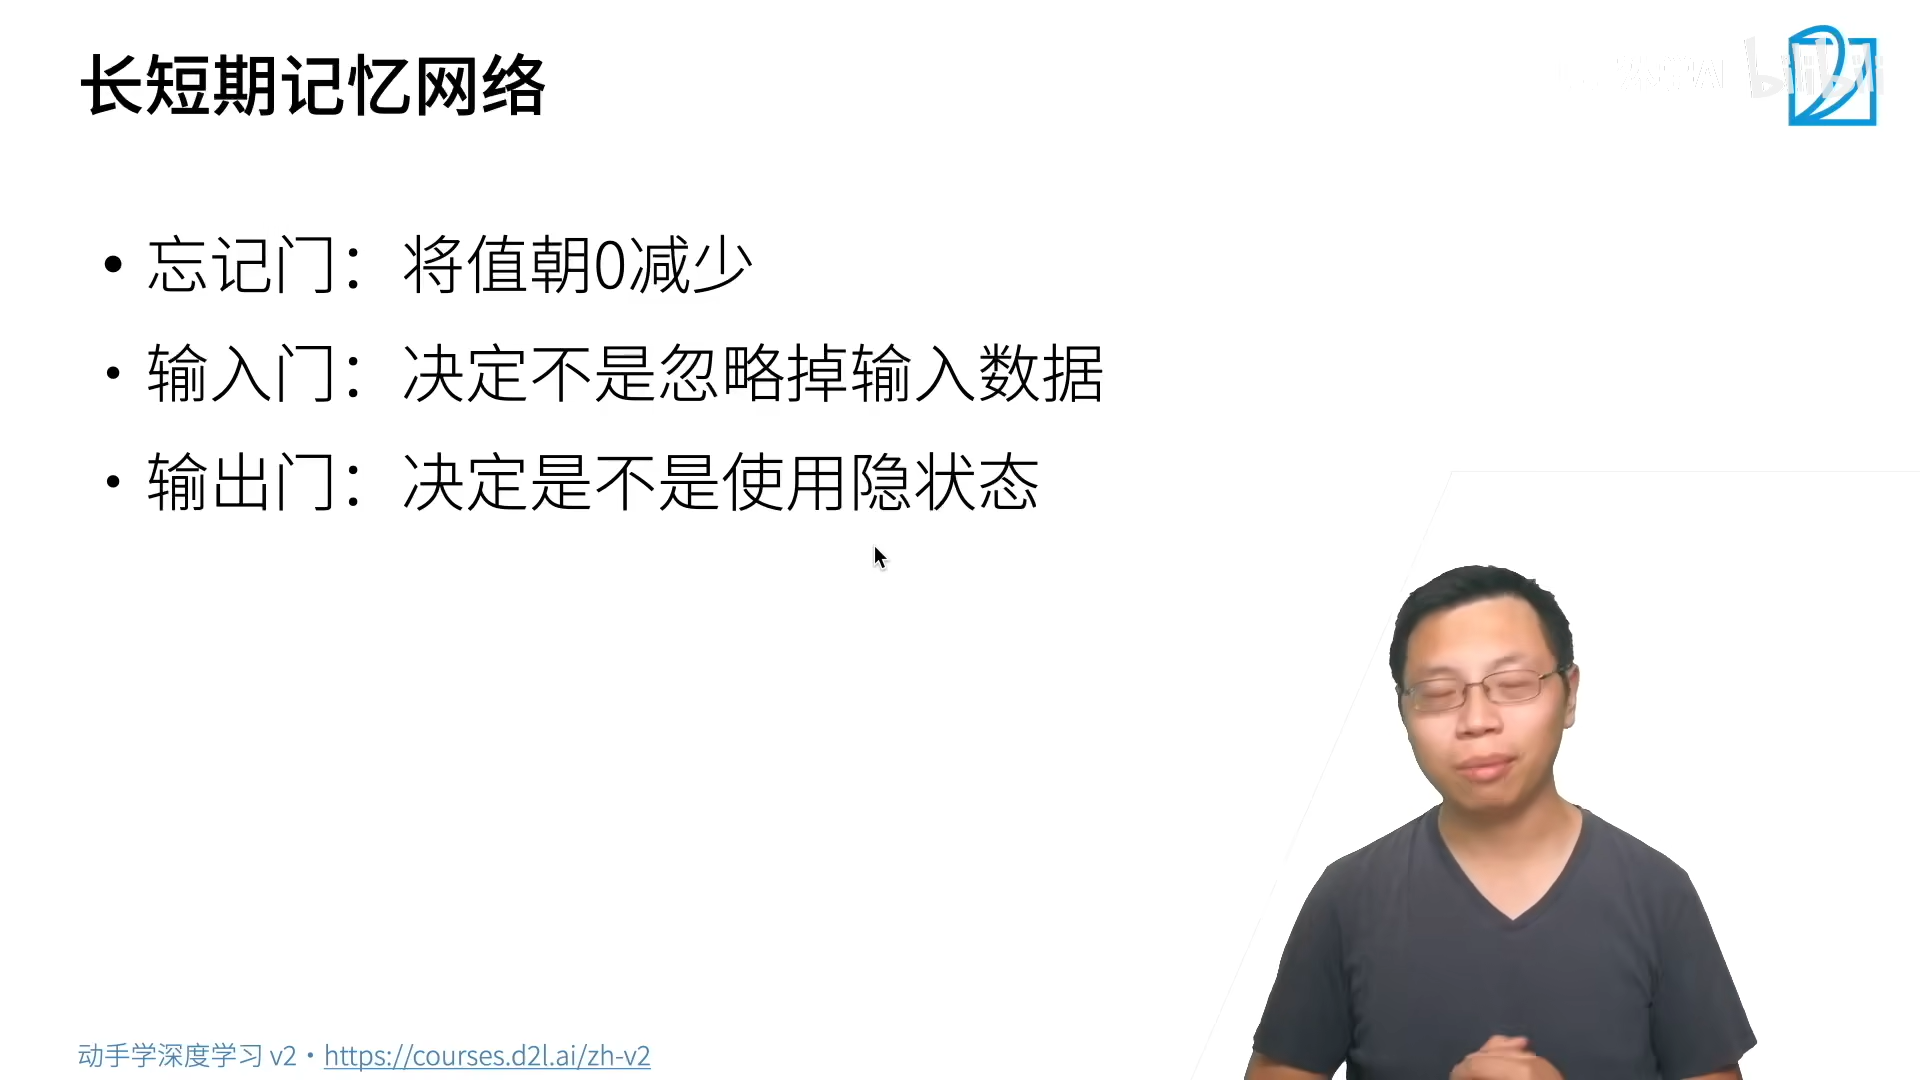 长短期记忆网络
• 忘记门：将值朝0减少
• 输入门：决定不是忽略掉输入数据
• 输出门：决定是不是使用隐状态
动手学深度学习 v2 • https://courses.d2l.ai/zh-v2
bilibili